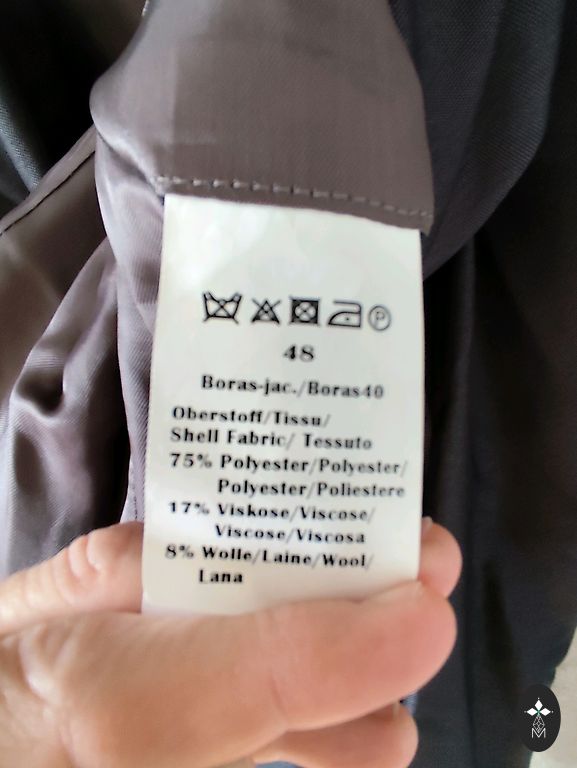 P
48
Boras-jac./Boras40
Oberstoff/Tissu/
Shell Fabric/ Tessuto
75% Polyester/Polyester/
Polyester/Poliestere
17% Viskose/Viscose/
Viscose/Viscosa
8% Wolle/Laine/Wool/
Lana
M